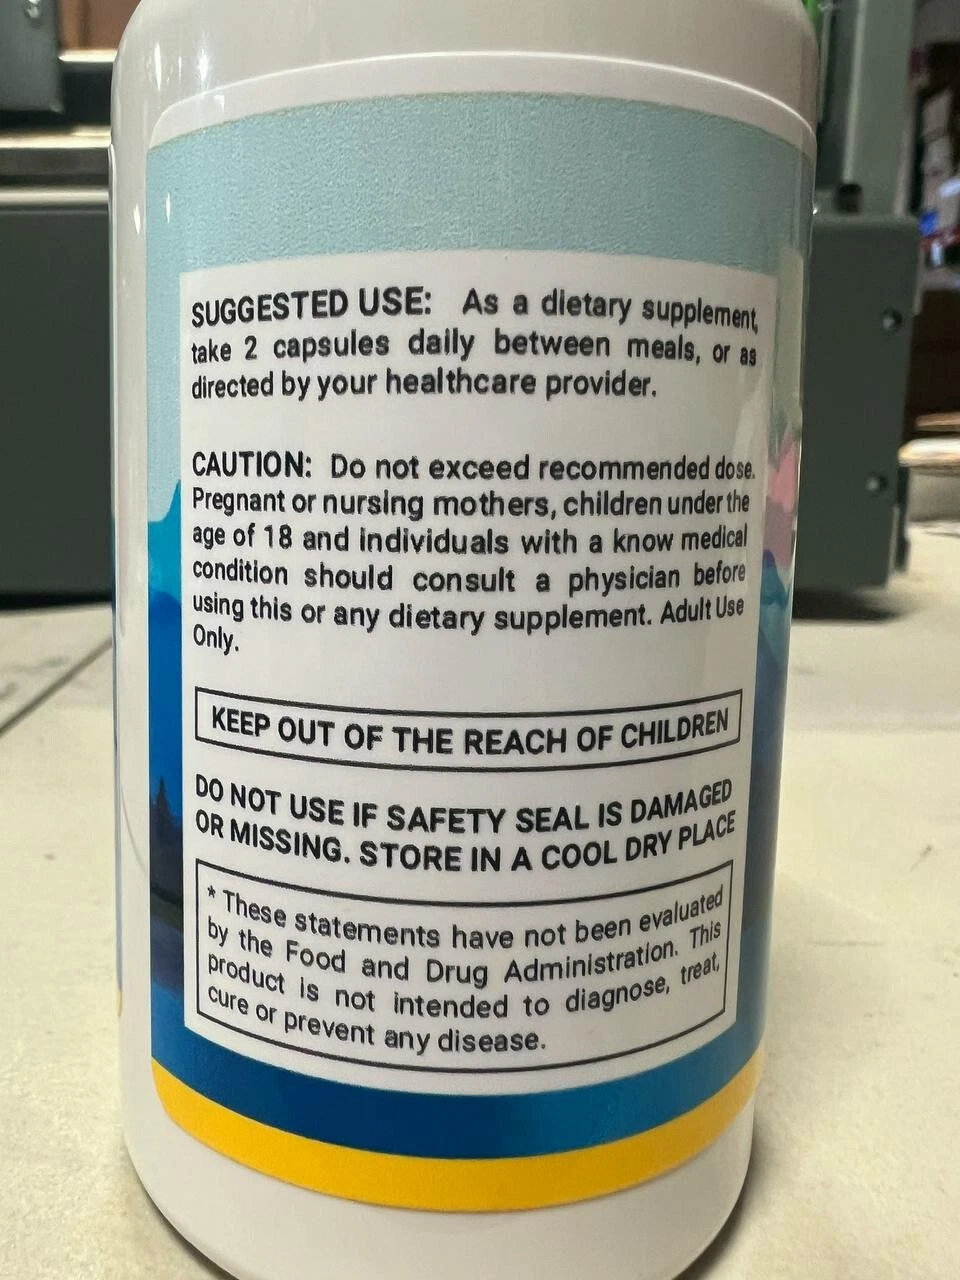 SUGGESTED USE: As a dietary supplement,
take 2 capsules daily between meals, or as
directed by your healthcare provider.
CAUTION: Do not exceed recommended dose.
Pregnant or nursing mothers, children under the
age of 18 and individuals with a know medical
condition should consult a physician before
using this or any dietary supplement. Adult Use
Only.
KEEP OUT OF THE REACH OF CHILDREN
DO NOT USE IF SAFETY SEAL IS DAMAGED
OR MISSING. STORE IN A COOL DRY PLACE
* These statements have not been evaluated
by the Food and Drug Administration. This
product is not intended to diagnose, treat,
cure or prevent any disease.